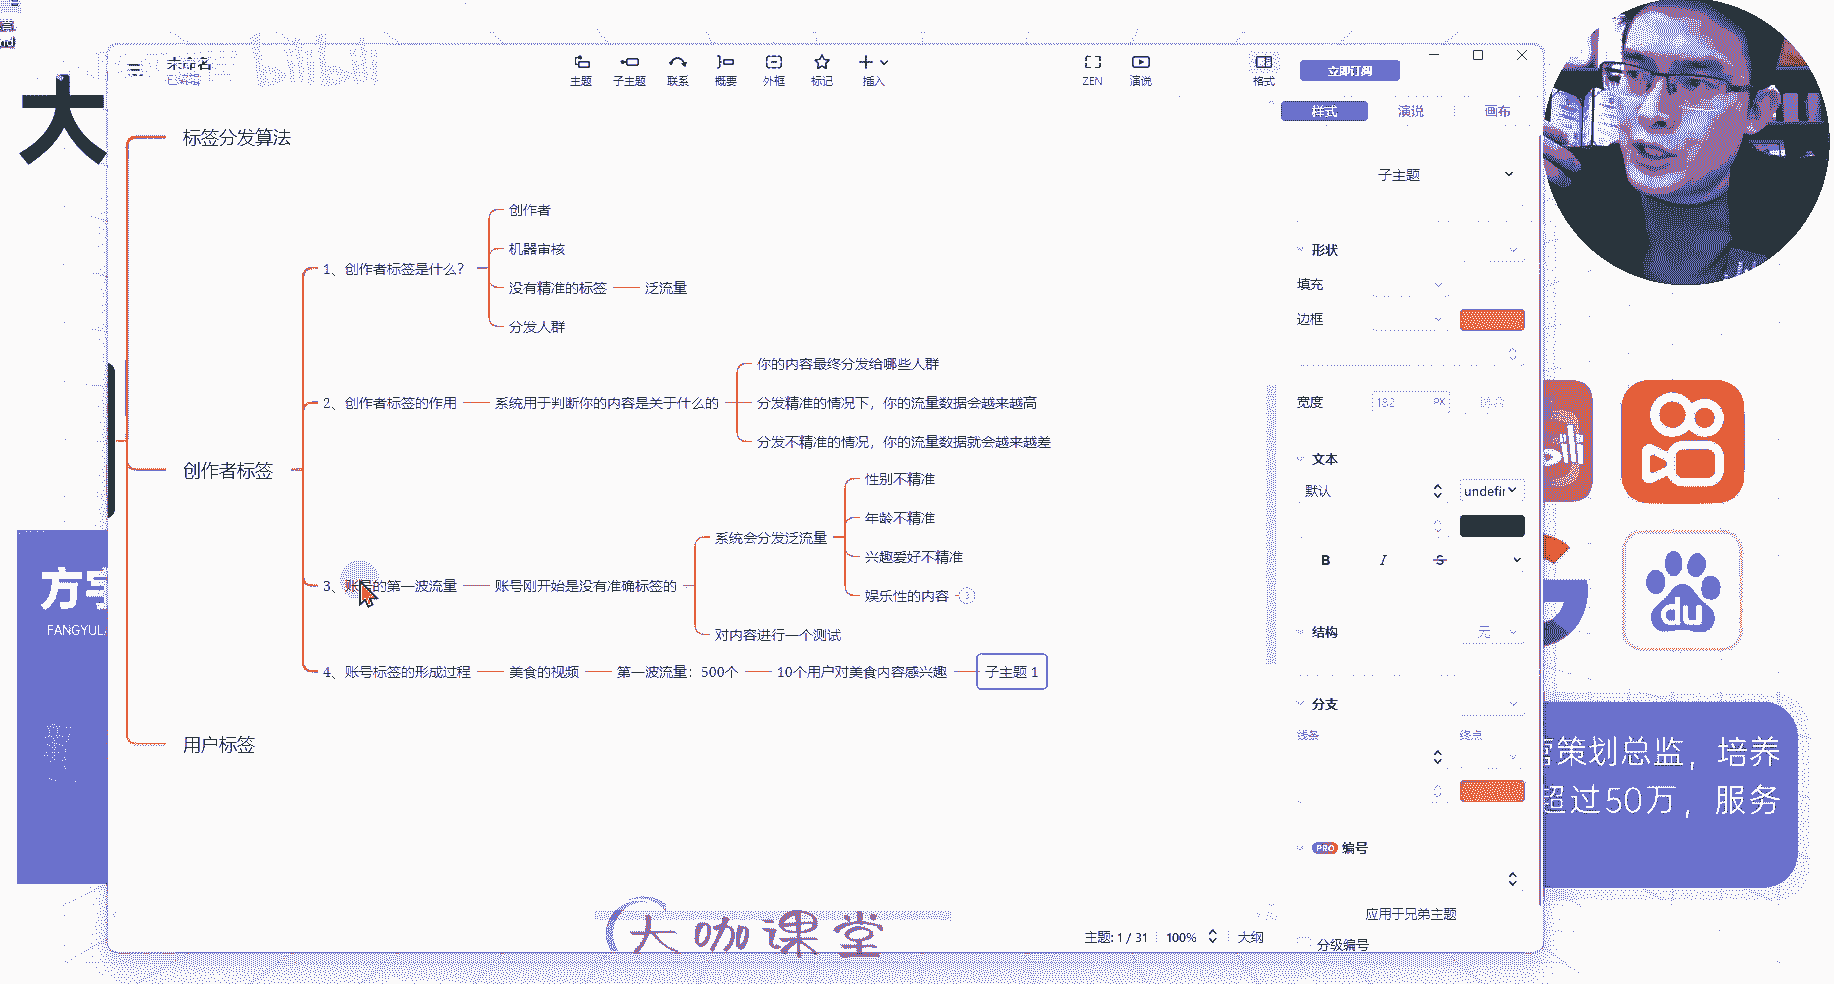 大
未命名
已编辑
主题
子主题
联系
概要
外框
标记
插入
ZEN
演说
格式
立即订阅
样式
演说
画布
标签分发算法
创作者标签
用户标签
1、创作者标签是什么？
创作者
机器审核
没有精准的标签
泛流量
分发人群
2、创作者标签的作用
系统用于判断你的内容是关于什么的
你的内容最终分发给哪些人群
分发精准的情况下，你的流量数据会越来越高
分发不精准的情况，你的流量数据就会越来越差
3、账号的第一波流量
账号刚开始是没有准确标签的
系统会分发泛流量
性别不精准
年龄不精准
兴趣爱好不精准
娱乐性的内容
3
对内容进行一个测试
4、账号标签的形成过程
美食的视频
第一波流量：500个
10个用户对美食内容感兴趣
子主题 1
子主题
形状
填充
边框
宽度
182
PX
文本
默认
undefir
B
I
S
结构
无
分支
线条
终点
PRO
编号
应用于兄弟主题
分级编号
主题: 1 / 31
100%
大纲
大咖课堂
方宇
FANGYUL
du
营策划总监，培养
超过50万，服务